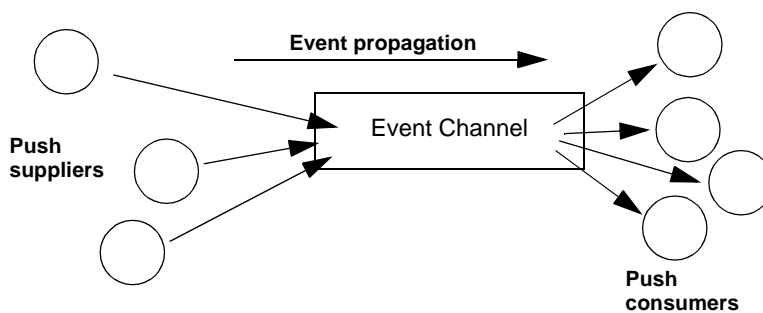 Event propagation
Event Channel
Push
suppliers
Push
consumers